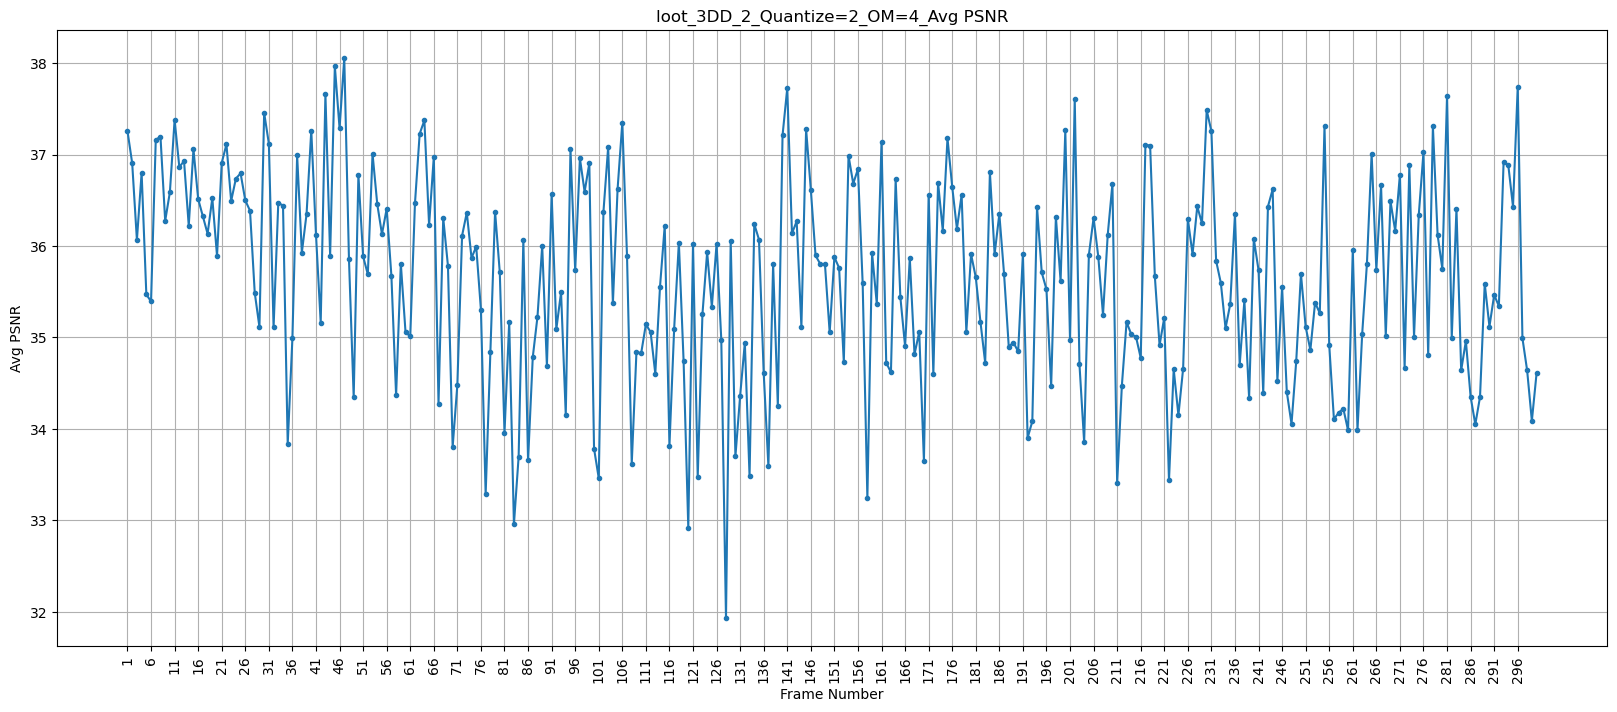 loot_3DD_2_Quantize=2_OM=4_Avg PSNR
38
37
36
35
34
33
32
Avg PSNR
1 6 11 16 21 26 31 36 41 46 51 56 61 66 71 76 81 86 91 96 101 106 111 116 121 126 131 136 141 146 151 156 161 166 171 176 181 186 191 196 201 206 211 216 221 226 231 236 241 246 251 256 261 266 271 276 281 286 291 296
Frame Number